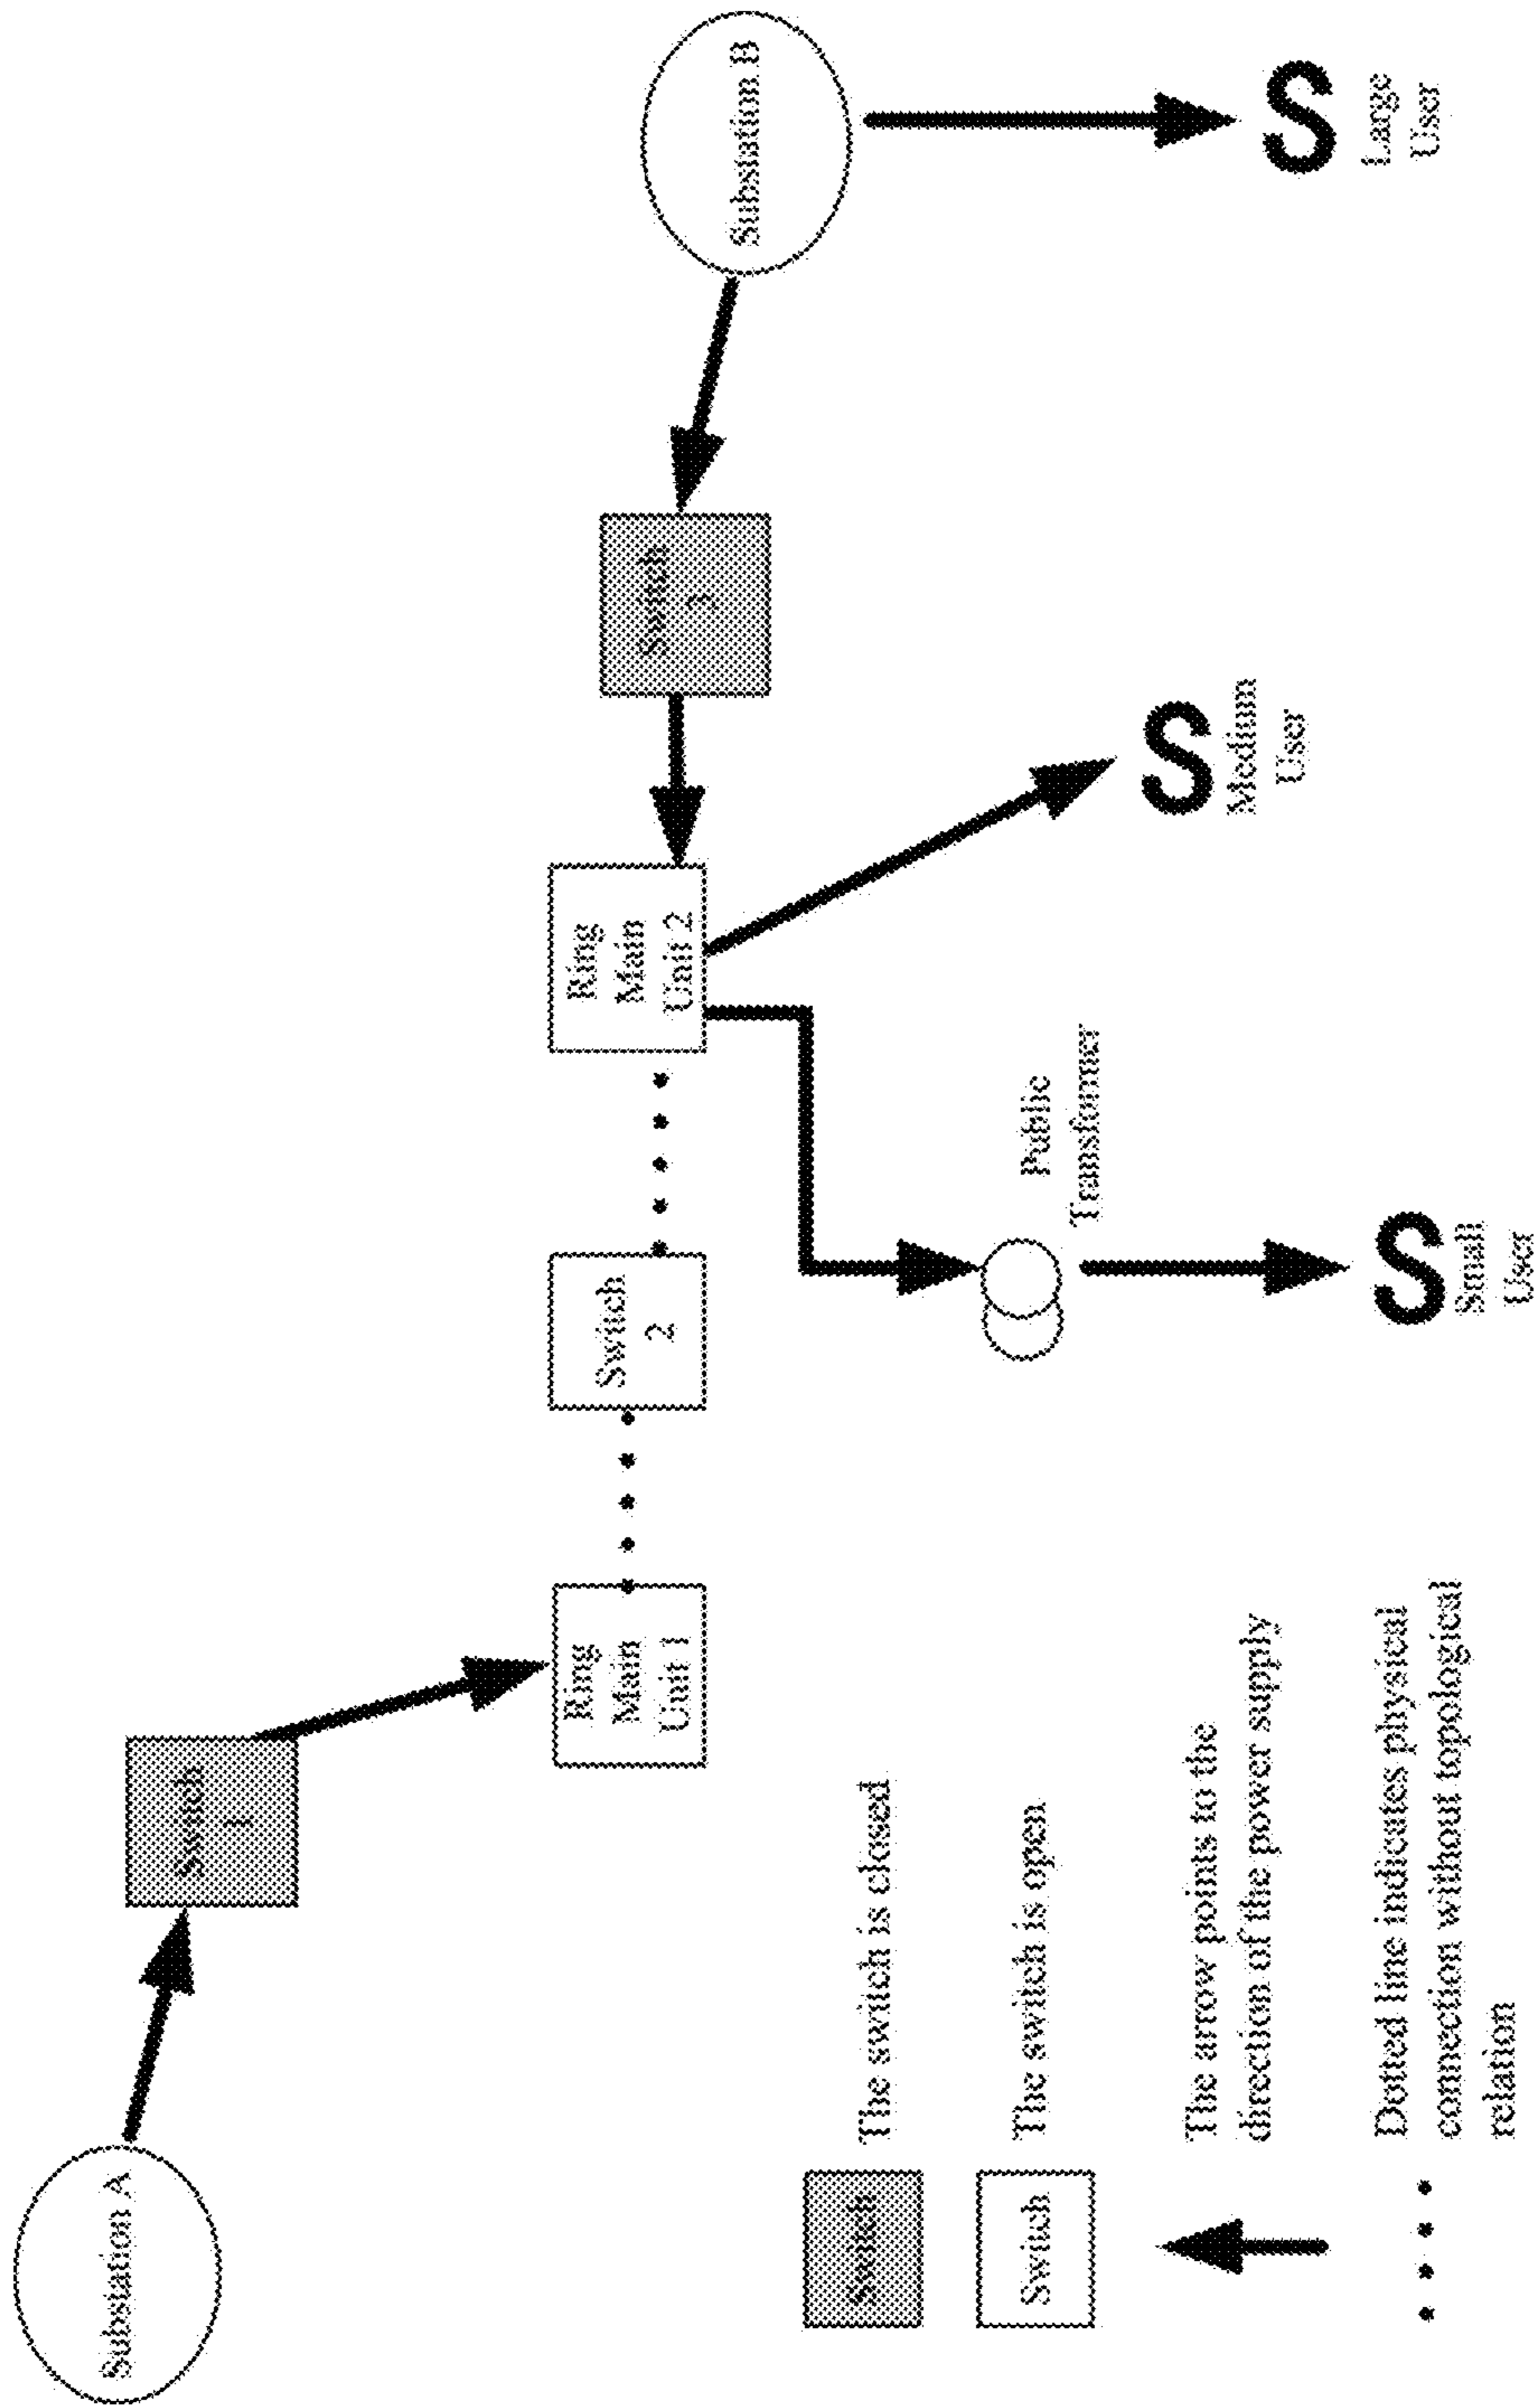 Substation A
Switch
1
Ring
Main
Unit 1
Switch
2
Ring
Main
Unit 2
Switch
3
Substation B
Public
Transformer
S
Small
User
S
Medium
User
S
Large
User
Switch
The switch is closed
Switch
The switch is open
The arrow points to the
direction of the power supply
Dotted line indicates physical
connection without topological
relation